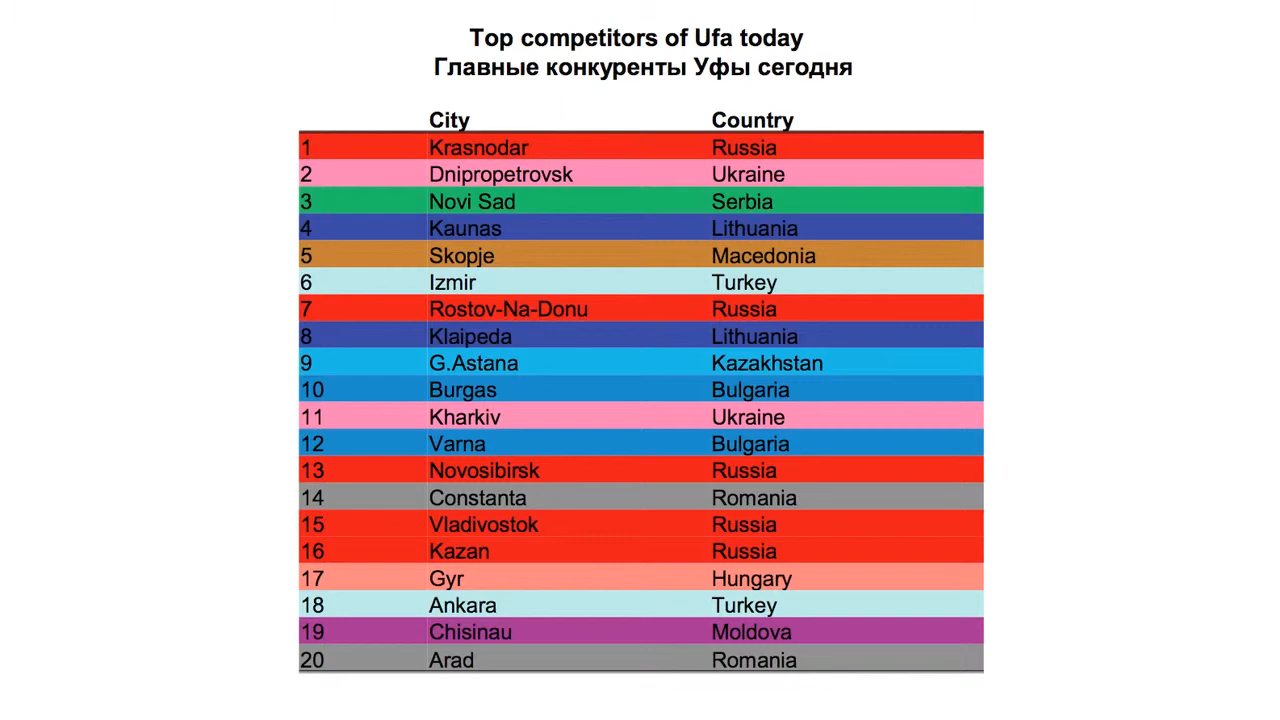 Top competitors of Ufa today
Главные конкуренты Уфы сегодня
City Country
1 Krasnodar Russia
2 Dnipropetrovsk Ukraine
3 Novi Sad Serbia
4 Kaunas Lithuania
5 Skopje Macedonia
6 Izmir Turkey
7 Rostov-Na-Donu Russia
8 Klaipeda Lithuania
9 G.Astana Kazakhstan
10 Burgas Bulgaria
11 Kharkiv Ukraine
12 Varna Bulgaria
13 Novosibirsk Russia
14 Constanta Romania
15 Vladivostok Russia
16 Kazan Russia
17 Gyr Hungary
18 Ankara Turkey
19 Chisinau Moldova
20 Arad Romania